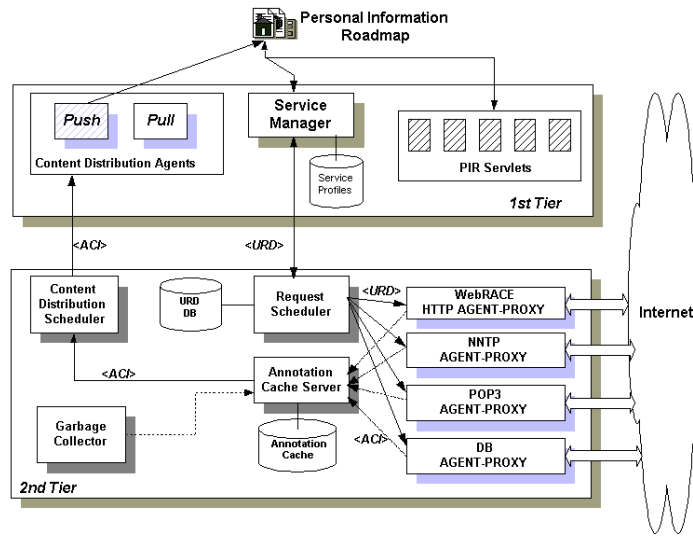 Personal Information
Roadmap
Push
Pull
Content Distribution Agents
Service
Manager
Service
Profiles
PIR Servlets
1st Tier
<ACI>
<URD>
Content
Distribution
Scheduler
URD
DB
Request
Scheduler
<URD>
WebRACE
HTTP AGENT-PROXY
NNTP
AGENT-PROXY
POP3
AGENT-PROXY
DB
AGENT-PROXY
Internet
<ACI>
Annotation
Cache Server
Garbage
Collector
Annotation
Cache
<ACI>
2nd Tier